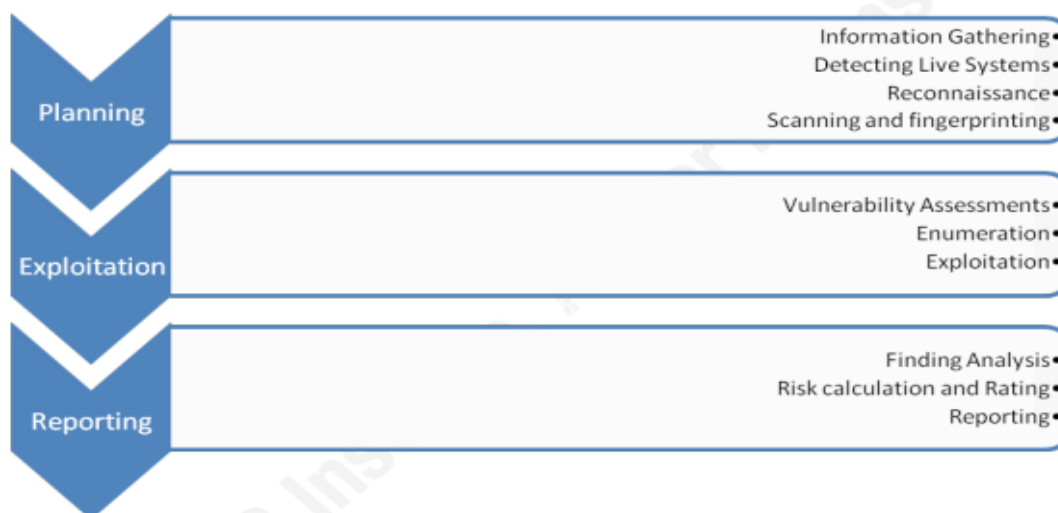 Planning
Information Gathering•
Detecting Live Systems•
Reconnaissance•
Scanning and fingerprinting•
Exploitation
Vulnerability Assessments•
Enumeration•
Exploitation•
Reporting
Finding Analysis•
Risk calculation and Rating•
Reporting•